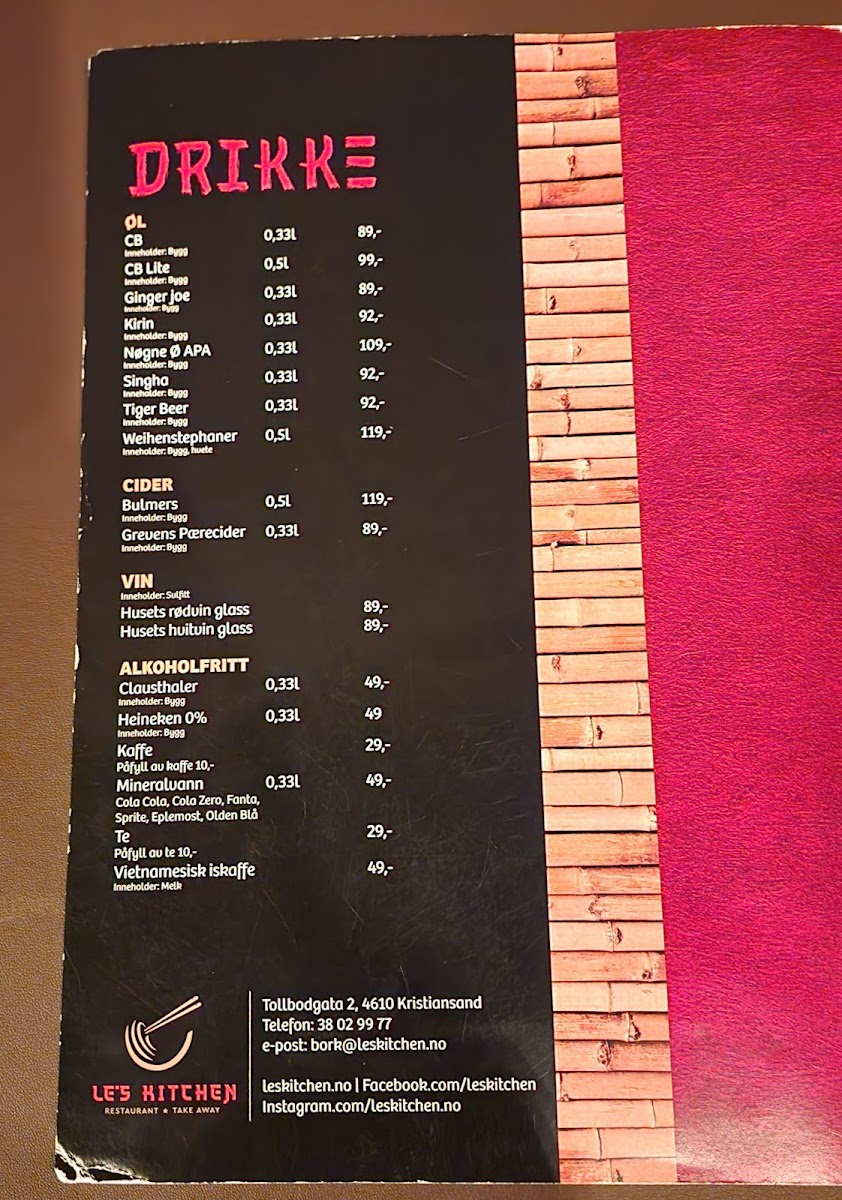 DRIKKE
ØL
CB 0,33l 89,-
Inneholder: Bygg
CB Lite 0,5l 99,-
Inneholder: Bygg
Ginger joe 0,33l 89,-
Inneholder: Bygg
Kirin 0,33l 92,-
Inneholder: Bygg
Nøgne Ø APA 0,33l 109,-
Inneholder: Bygg
Singha 0,33l 92,-
Inneholder: Bygg
Tiger Beer 0,33l 92,-
Inneholder: Bygg
Weihenstephaner 0,5l 119,-
Inneholder: Bygg, hvete
CIDER
Bulmers 0,5l 119,-
Inneholder: Bygg
Grevens Pærecider 0,33l 89,-
Inneholder: Bygg
VIN
Inneholder: Sulfitt
Husets rødvin glass 89,-
Husets hvitvin glass 89,-
ALKOHOLFRITT
Clausthaler 0,33l 49,-
Inneholder: Bygg
Heineken 0% 0,33l 49
Inneholder: Bygg
Kaffe 29,-
Påfyll av kaffe 10,-
Mineralvann 0,33l 49,-
Cola Cola, Cola Zero, Fanta,
Sprite, Eplemost, Olden Blå
Te 29,-
Påfyll av te 10,-
Vietnamesisk iskaffe 49,-
Inneholder: Melk
LE'S KITCHEN
RESTAURANT ★ TAKE AWAY
Tollbodgata 2, 4610 Kristiansand
Telefon: 38 02 99 77
e-post: bork@leskitchen.no
leskitchen.no | Facebook.com/leskitchen
Instagram.com/leskitchen.no